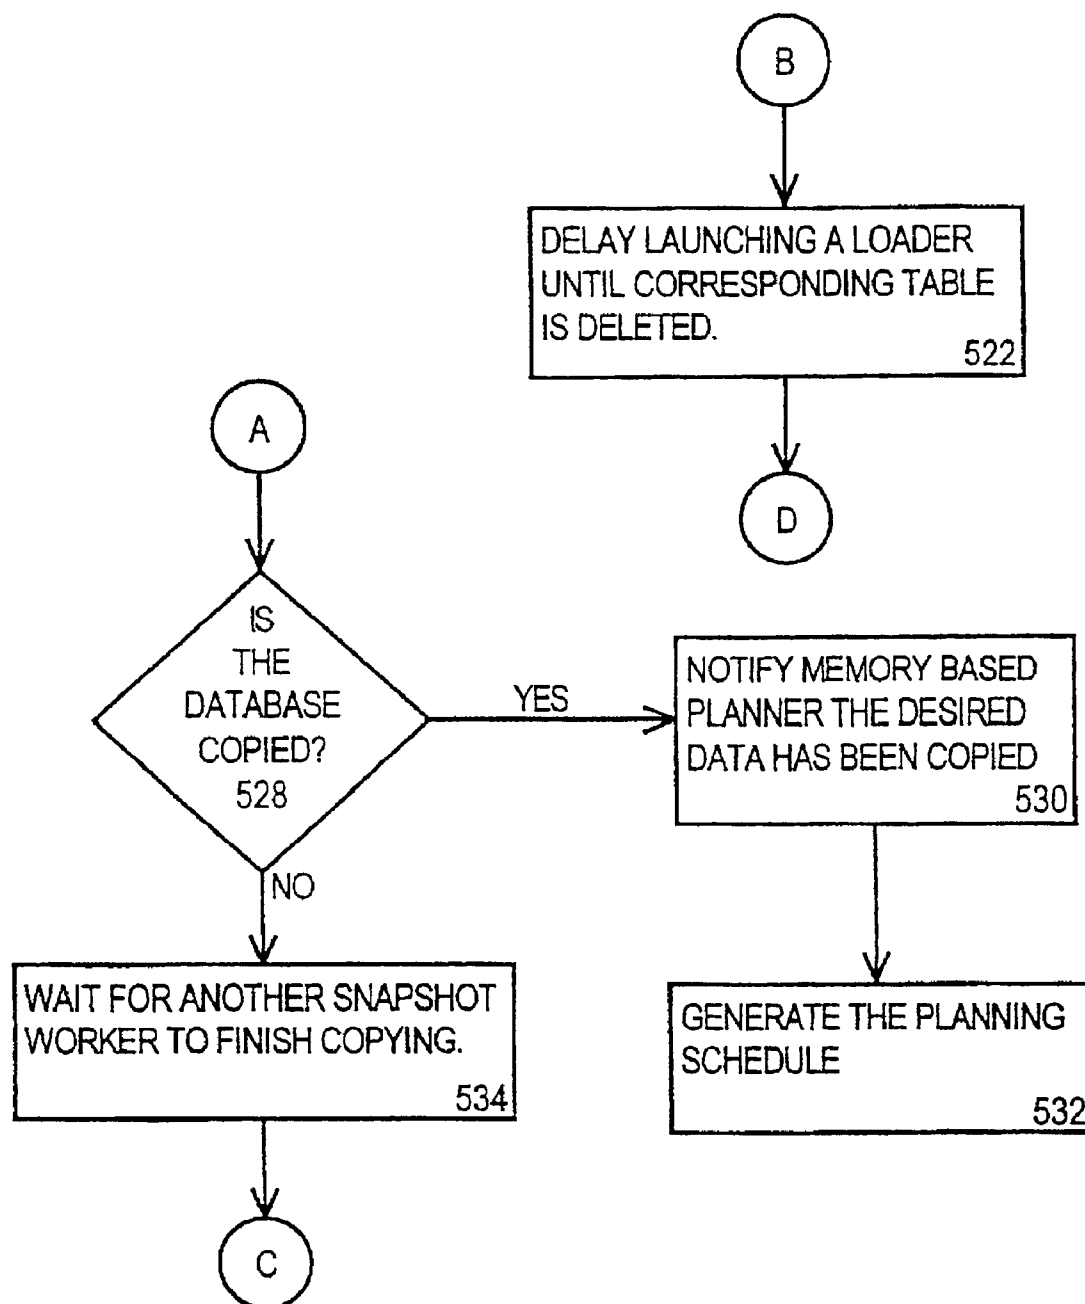 B
DELAY LAUNCHING A LOADER
UNTIL CORRESPONDING TABLE
IS DELETED.
522
D
A
IS
THE
DATABASE
COPIED?
528
YES
NO
NOTIFY MEMORY BASED
PLANNER THE DESIRED
DATA HAS BEEN COPIED
530
GENERATE THE PLANNING
SCHEDULE
532
WAIT FOR ANOTHER SNAPSHOT
WORKER TO FINISH COPYING.
534
C